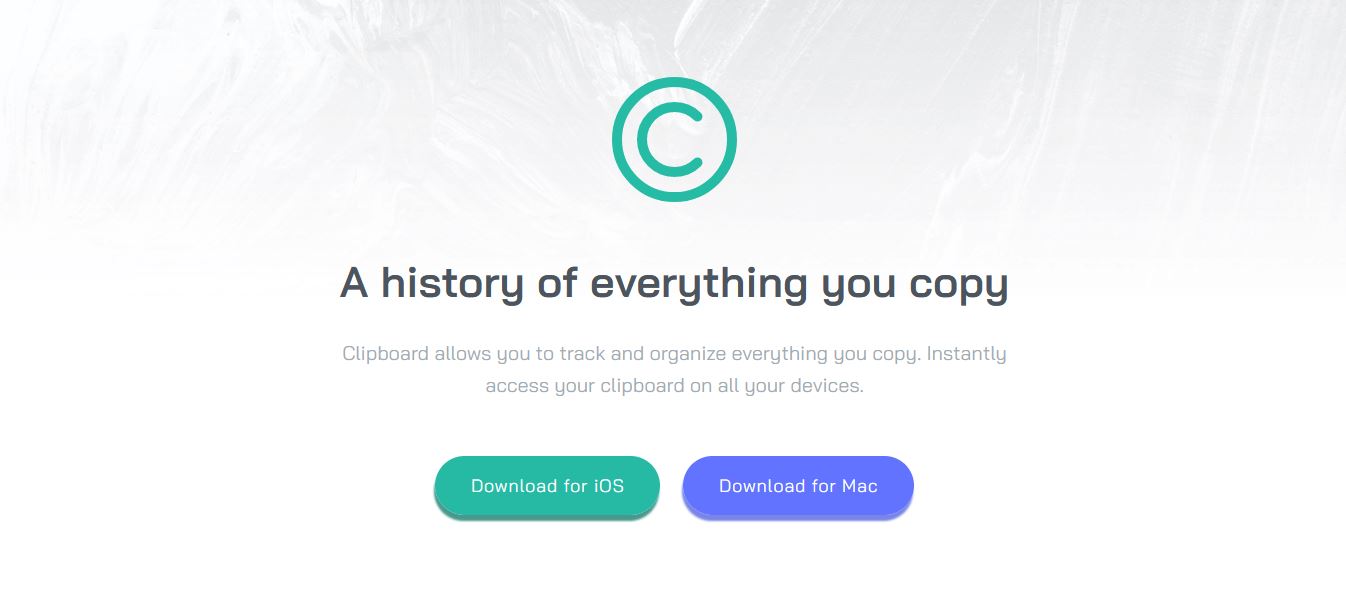 A history of everything you copy
Clipboard allows you to track and organize everything you copy. Instantly
access your clipboard on all your devices.
Download for iOS
Download for Mac